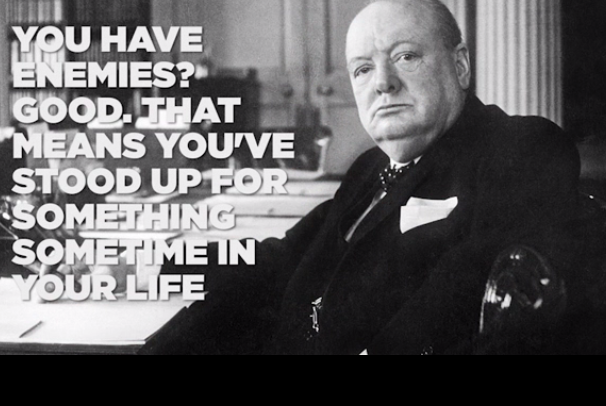 YOU HAVE
ENEMIES?
GOOD. THAT
MEANS YOU'VE
STOOD UP FOR
SOMETHING
SOMETIME IN
YOUR LIFE